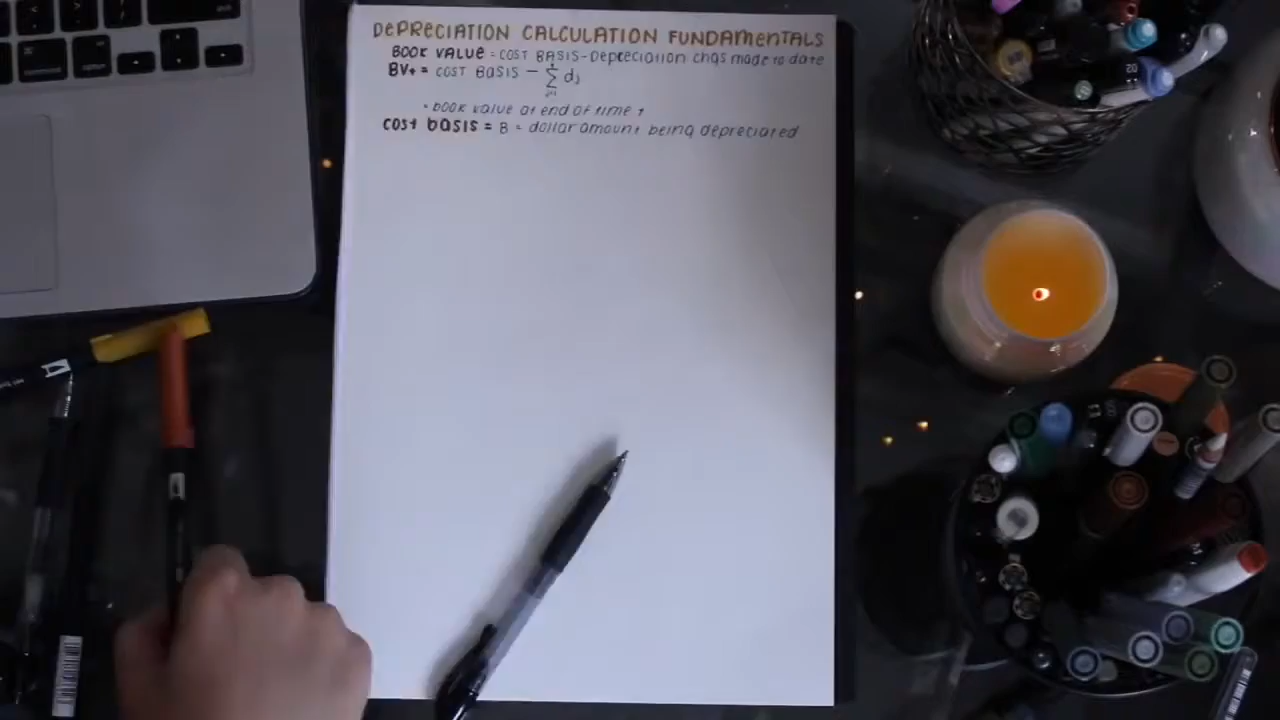 DEPRECIATION CALCULATION FUNDAMENTALS
BOOK VALUE = COST BASIS - Depreciation chgs made to date
BVt = COST BASIS - t∑j=1 dj
• book value at end of time t
COST basis = B = dollar amount being depreciated